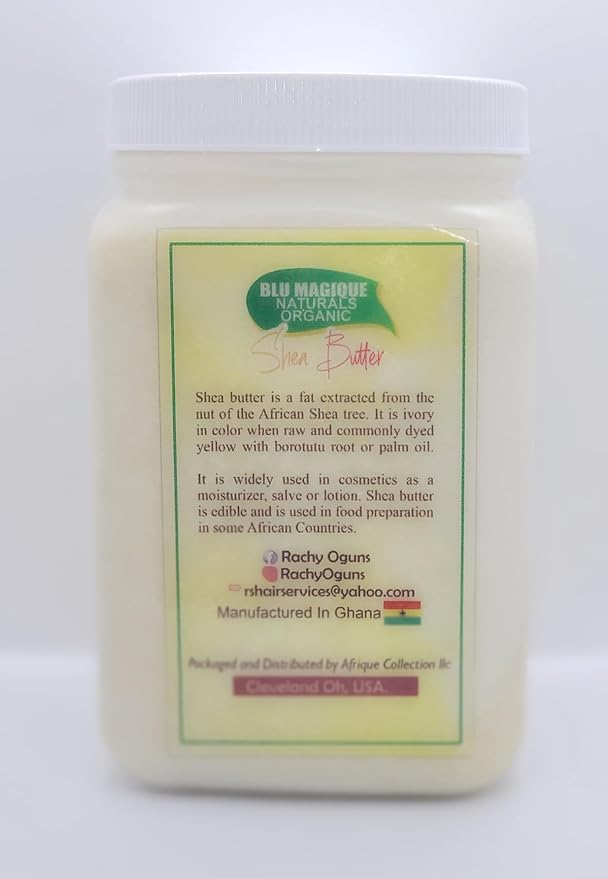 BLU MAGIQUE
NATURALS
ORGANIC
Shea Butter
Shea butter is a fat extracted from the
nut of the African Shea tree. It is ivory
in color when raw and commonly dyed
yellow with borotutu root or palm oil.
It is widely used in cosmetics as a
moisturizer, salve or lotion. Shea butter
is edible and is used in food preparation
in some African Countries.
Rachy Oguns
RachyOguns
rshairservices@yahoo.com
Manufactured In Ghana
Packaged and Distributed by Afrique Collection llc
Cleveland Oh, USA.